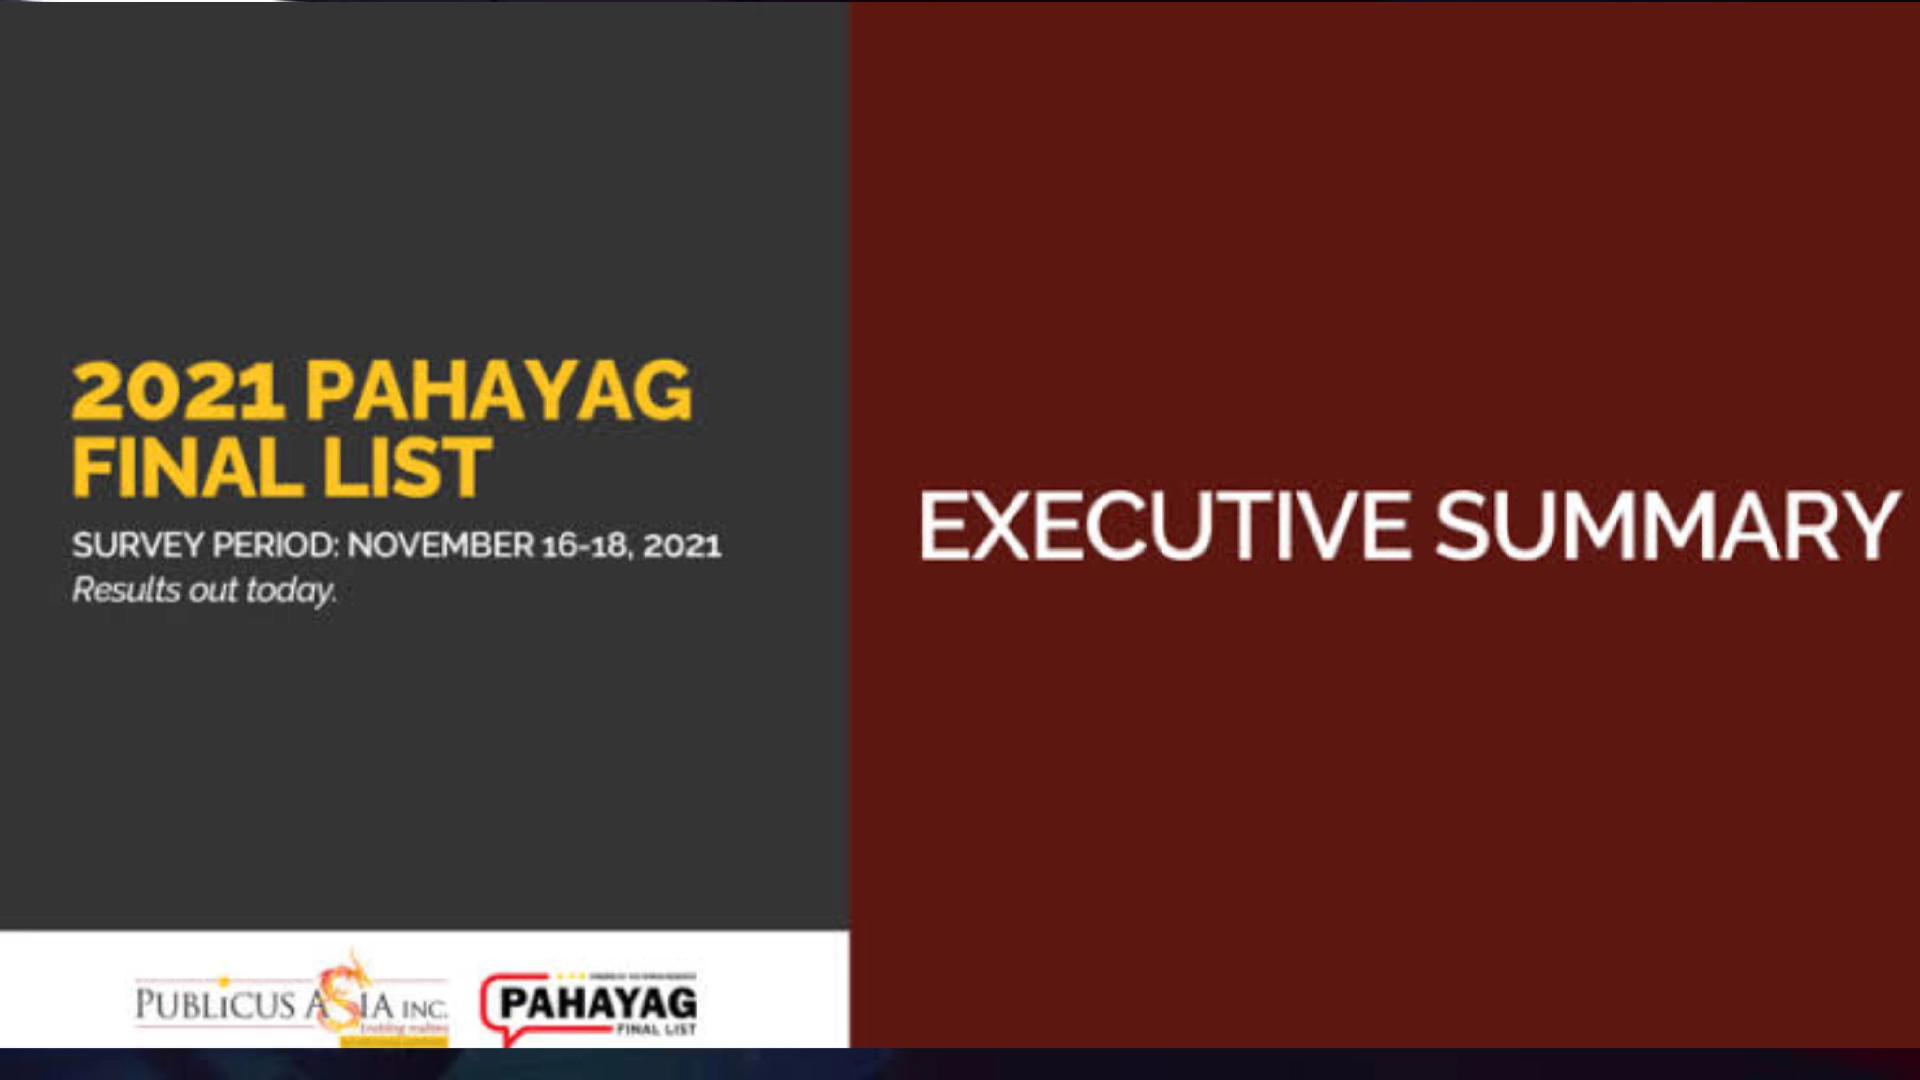 2021 PAHAYAG
FINAL LIST
SURVEY PERIOD: NOVEMBER 16-18, 2021
Results out today.
EXECUTIVE SUMMARY
PUBLiCUS ASIA INC.
PAHAYAG
FINAL LIST